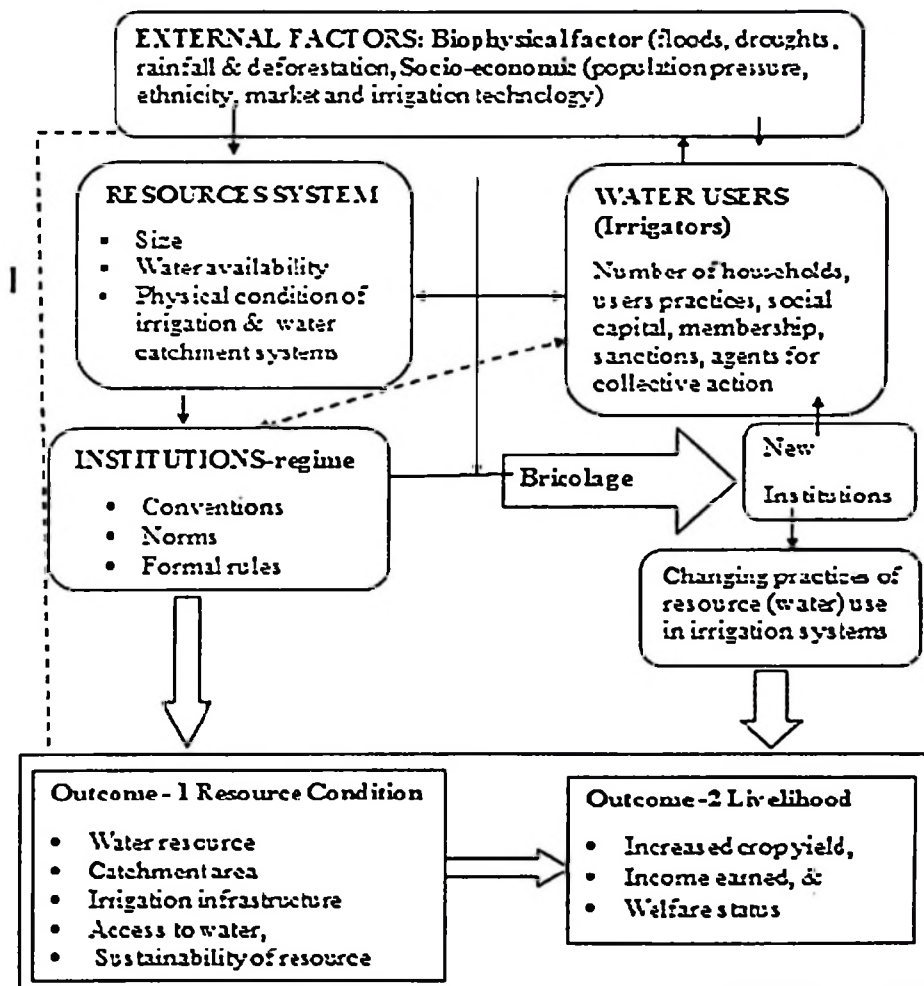 EXTERNAL FACTORS: Biophysical factor (floods, droughts,
rainfall & deforestation, Socio-economic (population pressure,
ethnicity, market and irrigation technology)
RESOURCES SYSTEM
▪ Size
▪ Water availability
• Physical condition of
irrigation & water
catchment systems
WATER USERS
(Irrigators)
Number of households,
users practices, social
capital, membership,
sanctions, agents for
collective action
INSTITUTIONS-regime
• Conventions
• Norms
• Formal rules
Bricolage
New
Institutions
Changing practices of
resource (water) use
in irrigation systems
Outcome - 1 Resource Condition
• Water resource
• Catchment area
• Irrigation infrastructure
• Access to water,
• Sustainability of resource
Outcome -2 Livelihood
• Increased crop yield,
• Income earned, &
• Welfare status